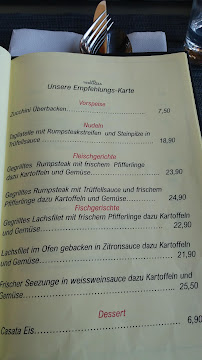 Unsere Empfehlungs-Karte
Vorspeise
Zucchini Überbacken 7,50
Nudeln
Tagliatelle mit Rumpsteakstreifen und Steinpilze in
Trüffelsauce 18,90
Fleischgerichte
Gegrilltes Rumpsteak mit frischem Pfifferlinge
dazu Kartoffeln und Gemüse 23,90
Gegrilltes Rumpsteak mit Trüffelsauce und frischem
Pfifferlinge dazu Kartoffeln und Gemüse 24,90
Fischgerischte
Gegrilltes Lachsfilet mit frischem Pfifferlinge dazu Kartoffeln
und Gemüse 22,90
Lachsfilet im Ofen gebacken in Zitronsauce dazu Kartoffeln
und Gemüse 21,90
Frischer Seezunge in weissweinsauce dazu Kartoffeln und
Gemüse 25,50
Dessert
Casata Eis 6,90